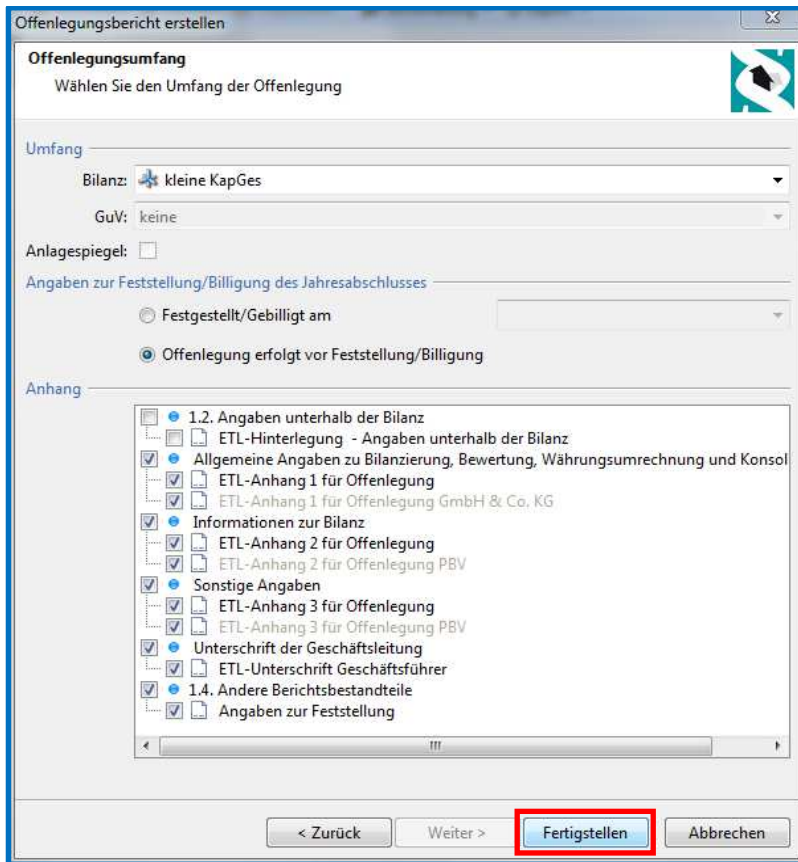 Offenlegungsbericht erstellen
Offenlegungsumfang
Wählen Sie den Umfang der Offenlegung
Umfang
Bilanz: kleine KapGes
GuV: keine
Anlagespiegel:
Angaben zur Feststellung/Billigung des Jahresabschlusses
Festgestellt/Gebilligt am
Offenlegung erfolgt vor Feststellung/Billigung
Anhang
1.2. Angaben unterhalb der Bilanz
ETL-Hinterlegung - Angaben unterhalb der Bilanz
Allgemeine Angaben zu Bilanzierung, Bewertung, Währungsumrechnung und Konsol
ETL-Anhang 1 für Offenlegung
ETL-Anhang 1 für Offenlegung GmbH & Co. KG
Informationen zur Bilanz
ETL-Anhang 2 für Offenlegung
ETL-Anhang 2 für Offenlegung PBV
Sonstige Angaben
ETL-Anhang 3 für Offenlegung
ETL-Anhang 3 für Offenlegung PBV
Unterschrift der Geschäftsleitung
ETL-Unterschrift Geschäftsführer
1.4. Andere Berichtsbestandteile
Angaben zur Feststellung
< Zurück Weiter > Fertigstellen Abbrechen